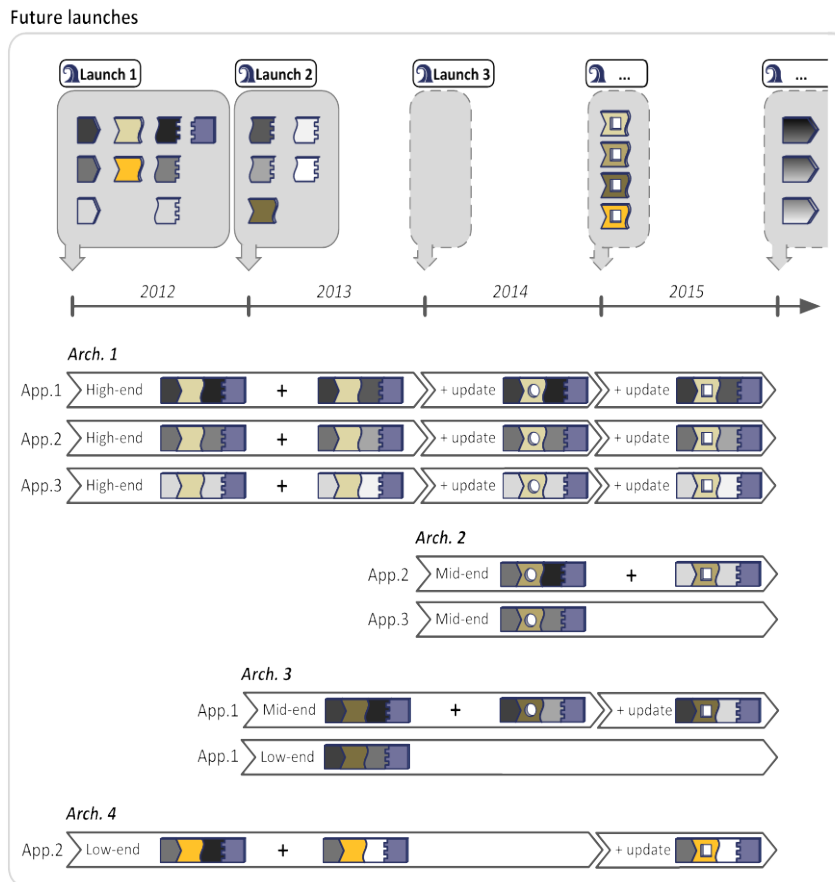 Future launches
Launch 1
Launch 2
Launch 3
...
...
2012
2013
2014
2015
Arch. 1
App.1 High-end + + update + update
App.2 High-end + + update + update
App.3 High-end + + update + update
Arch. 2
App.2 Mid-end +
App.3 Mid-end
Arch. 3
App.1 Mid-end + + update
App.1 Low-end
Arch. 4
App.2 Low-end + + update